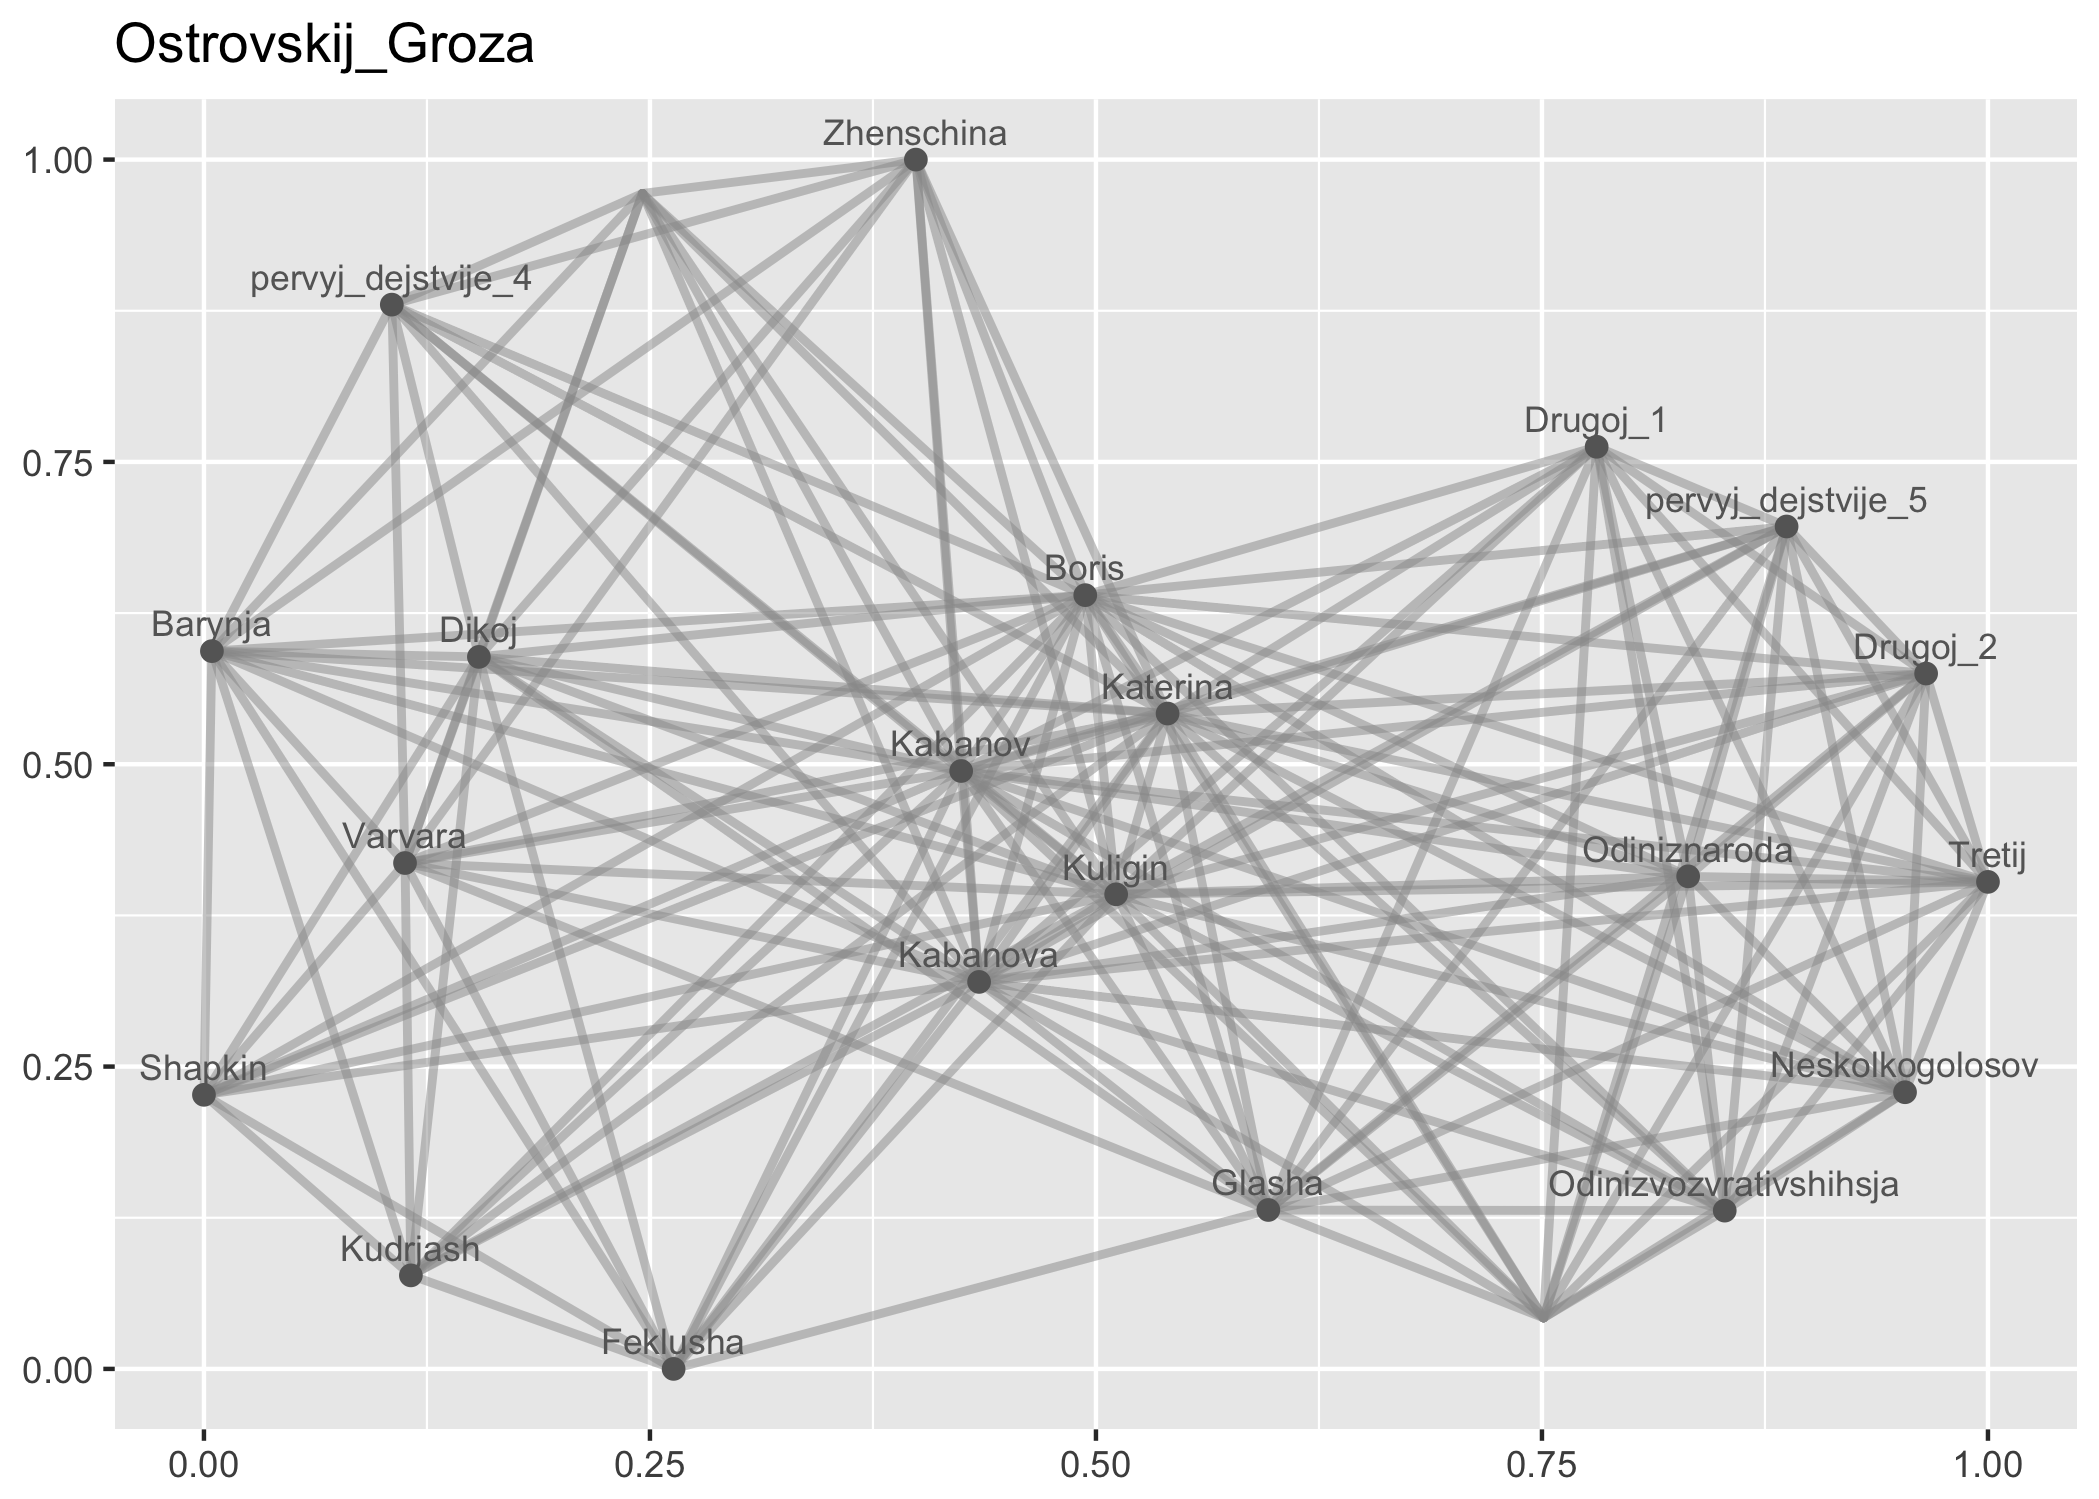 Ostrovskij_Groza
Zhenschina
1.00
pervyj_dejstvije_4
Drugoj_1
0.75
pervyj_dejstvije_5
Boris
Barynja
Dikoj
Drugoj_2
Katerina
Kabanov
0.50
Varvara
Odiniznaroda
Tretij
Kuligin
Kabanova
0.25
Shapkin
Neskolkogolosov
Glasha
Odinizvozvrativshihsja
Kudrjash
Feklusha
0.00
0.00 0.25 0.50 0.75 1.00